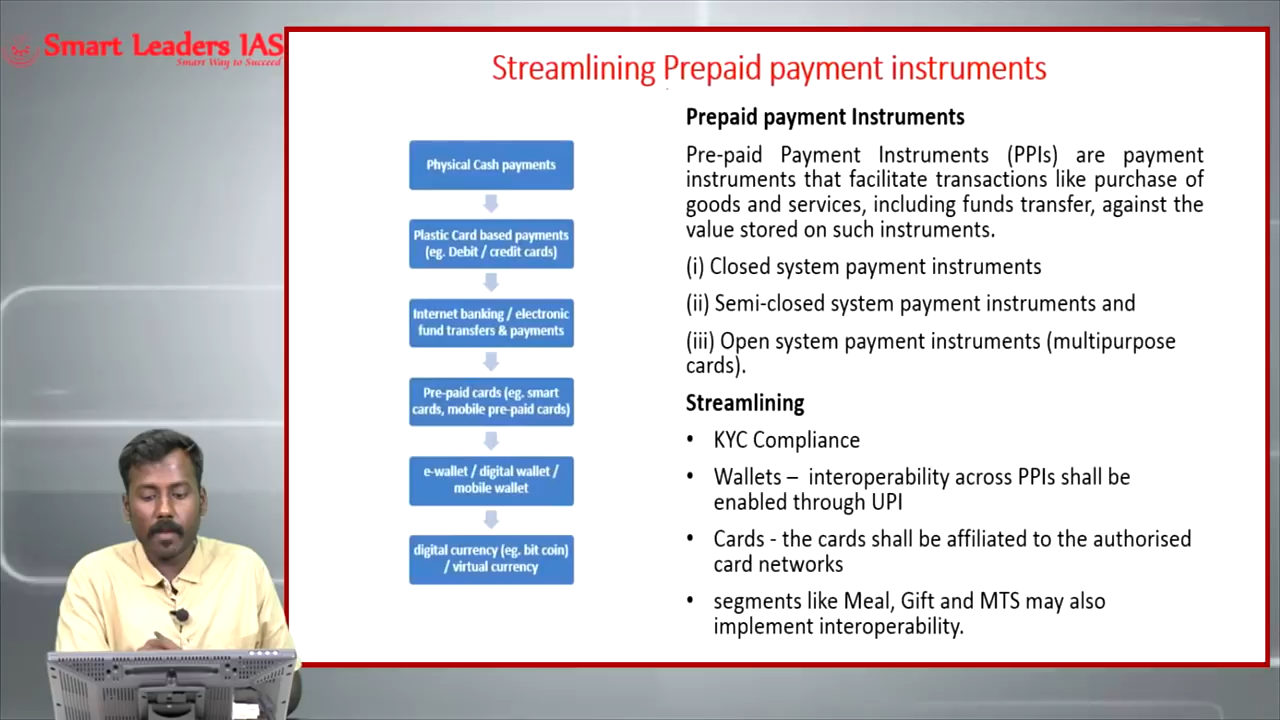 Smart Leaders IAS
Smart Way to Succeed
Streamlining Prepaid payment instruments
Physical Cash payments
Plastic Card based payments
(eg. Debit / credit cards)
Internet banking / electronic
fund transfers & payments
Pre-paid cards (eg. smart
cards, mobile pre-paid cards)
e-wallet / digital wallet /
mobile wallet
digital currency (eg. bit coin)
/ virtual currency
Prepaid payment Instruments
Pre-paid Payment Instruments (PPIs) are payment
instruments that facilitate transactions like purchase of
goods and services, including funds transfer, against the
value stored on such instruments.
(i) Closed system payment instruments
(ii) Semi-closed system payment instruments and
(iii) Open system payment instruments (multipurpose
cards).
Streamlining
• KYC Compliance
• Wallets – interoperability across PPIs shall be
enabled through UPI
• Cards - the cards shall be affiliated to the authorised
card networks
• segments like Meal, Gift and MTS may also
implement interoperability.